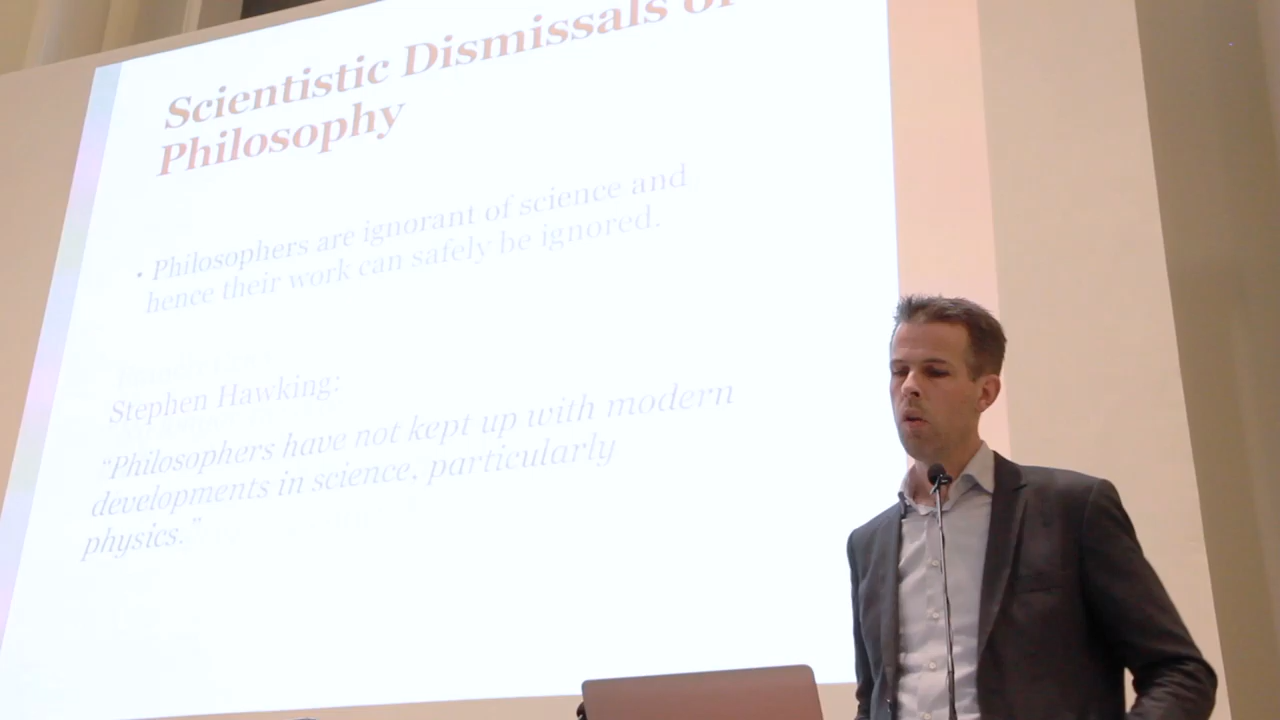 Scientistic Dismissals of
Philosophy
• Philosophers are ignorant of science and
hence their work can safely be ignored.
Stephen Hawking:
“Philosophers have not kept up with modern
developments in science, particularly
physics.”